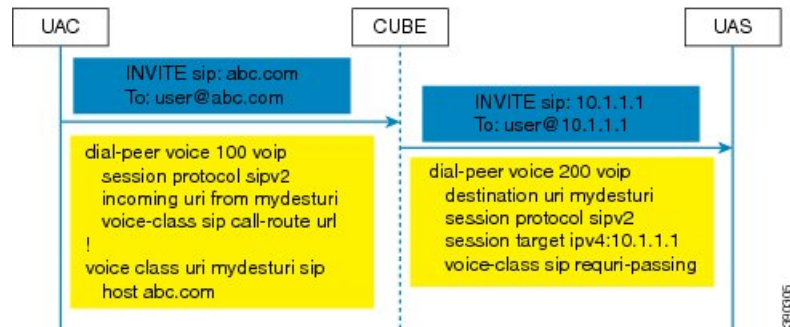 UAC
CUBE
UAS
INVITE sip: abc.com
To: user@abc.com
INVITE sip: 10.1.1.1
To: user@10.1.1.1
dial-peer voice 100 voip
session protocol sipv2
incoming uri from mydesturi
voice-class sip call-route url
!
voice class uri mydesturi sip
host abc.com
dial-peer voice 200 voip
destination uri mydesturi
session protocol sipv2
session target ipv4:10.1.1.1
voice-class sip requri-passing
390305